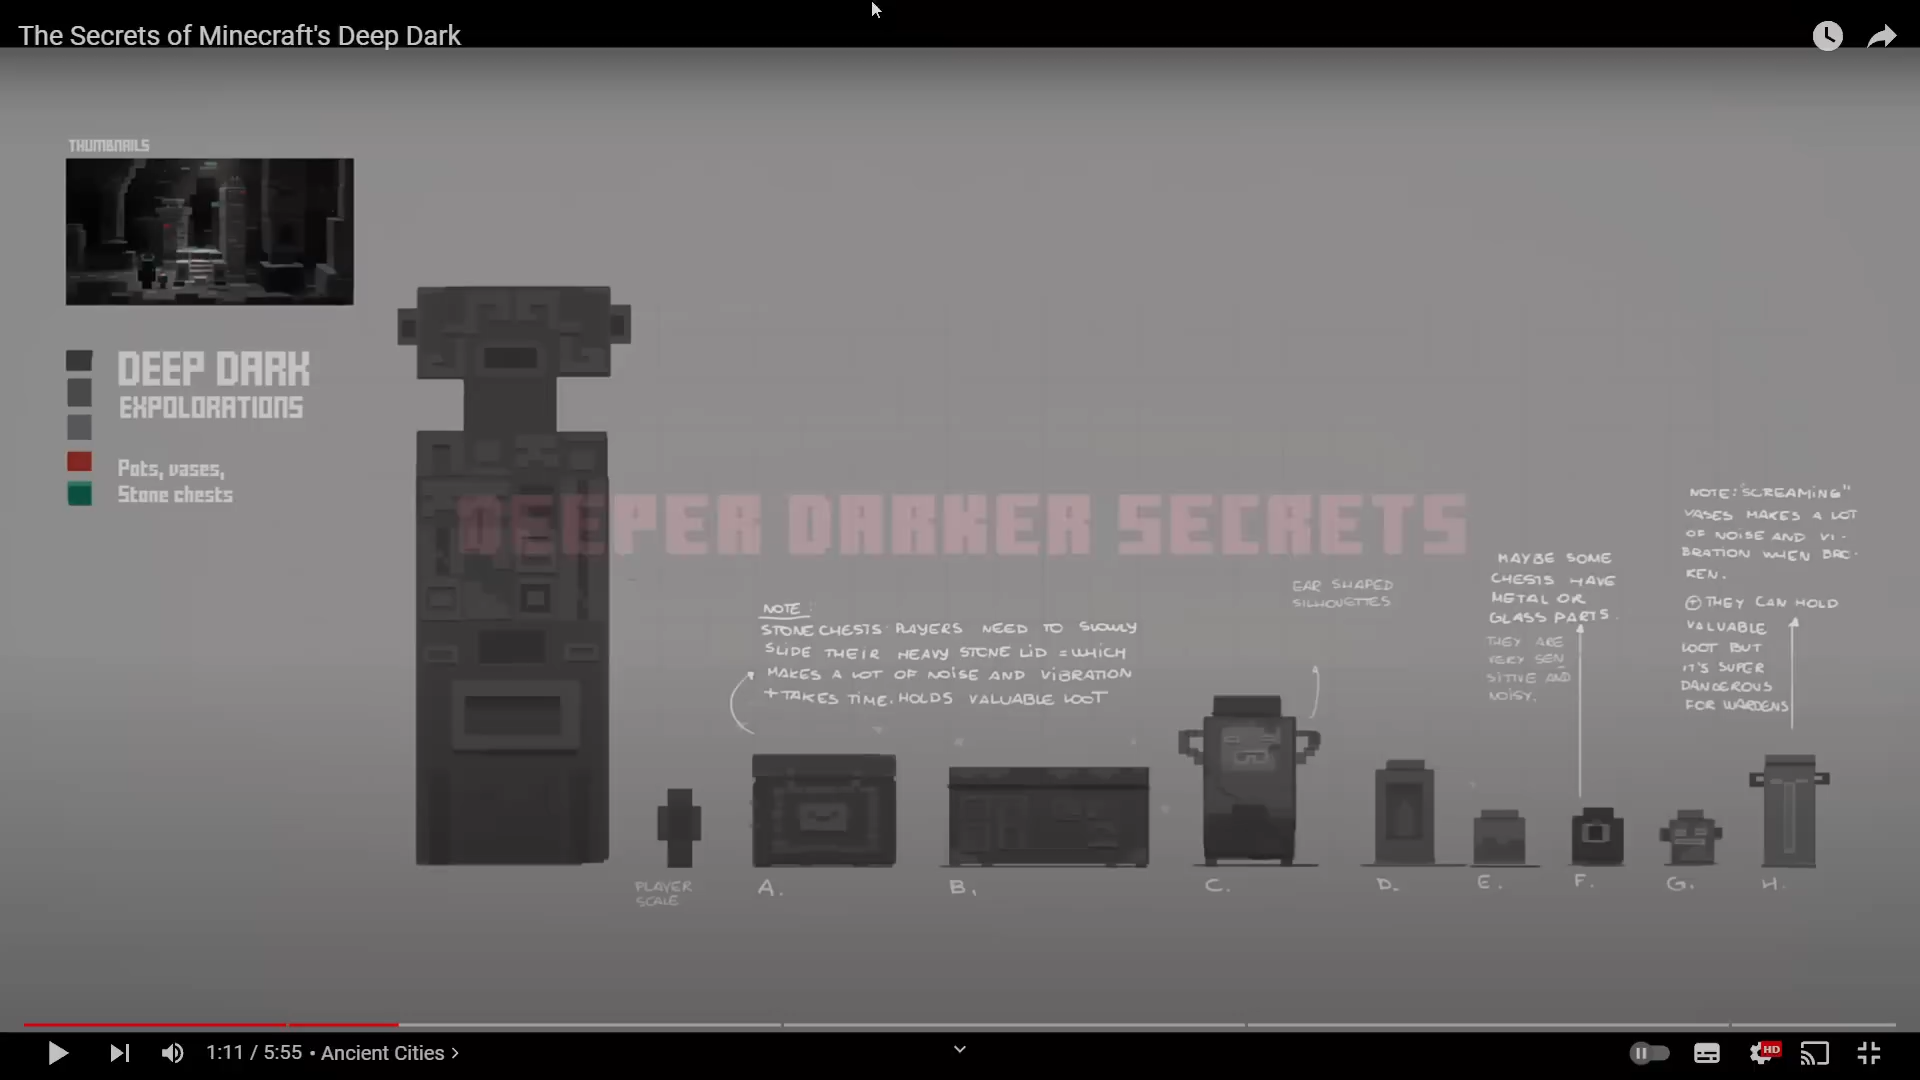 The Secrets of Minecraft's Deep Dark
THUMBNAILS
DEEP DARK
EXPOLORATIONS
Pots, vases,
Stone chests
DEEPER DARKER SECRETS
NOTE:
STONE CHESTS: PLAYERS NEED TO SLOWLY
SLIDE THEIR HEAVY STONE LID = WHICH
MAKES A LOT OF NOISE AND VIBRATION
+ TAKES TIME. HOLDS VALUABLE LOOT
EAR SHAPED
SILHOUETTES
MAYBE SOME
CHESTS HAVE
METAL OR
GLASS PARTS.
THEY ARE
VERY SEN
SITIVE AND
NOISY.
NOTE: "SCREAMING"
VASES MAKES A LOT
OF NOISE AND VI-
BRATION WHEN BRO-
KEN.
+ THEY CAN HOLD
VALUABLE
LOOT BUT
IT'S SUPER
DANGEROUS
FOR WARDENS
PLAYER
SCALE
A.
B.
C.
D.
E.
F.
G.
H.
1:11 / 5:55 • Ancient Cities >
HD